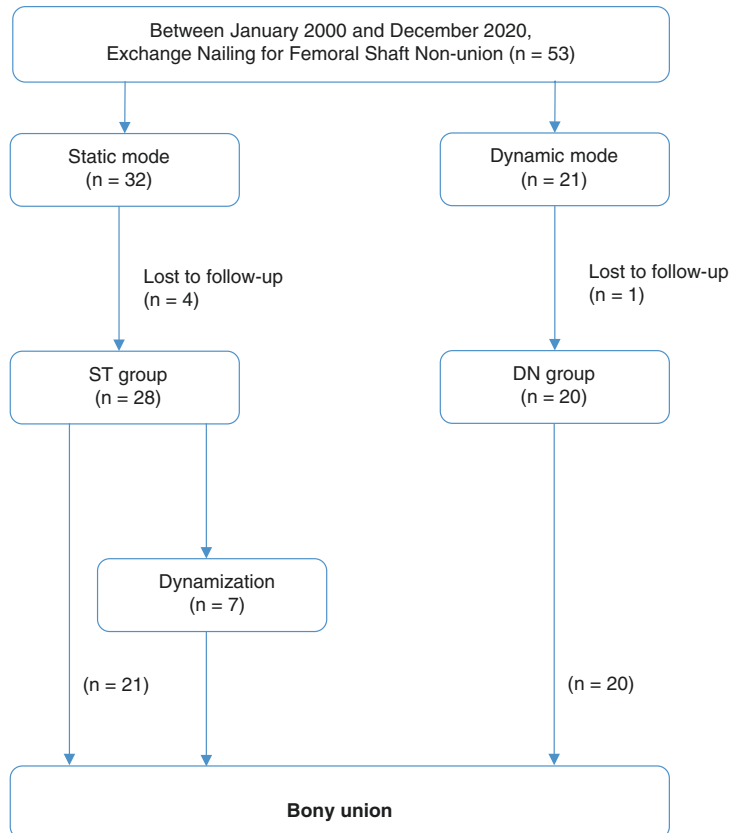 Between January 2000 and December 2020,
Exchange Nailing for Femoral Shaft Non-union (n = 53)
Static mode
(n = 32)
Dynamic mode
(n = 21)
Lost to follow-up
(n = 4)
Lost to follow-up
(n = 1)
ST group
(n = 28)
DN group
(n = 20)
Dynamization
(n = 7)
(n = 21)
(n = 20)
Bony union